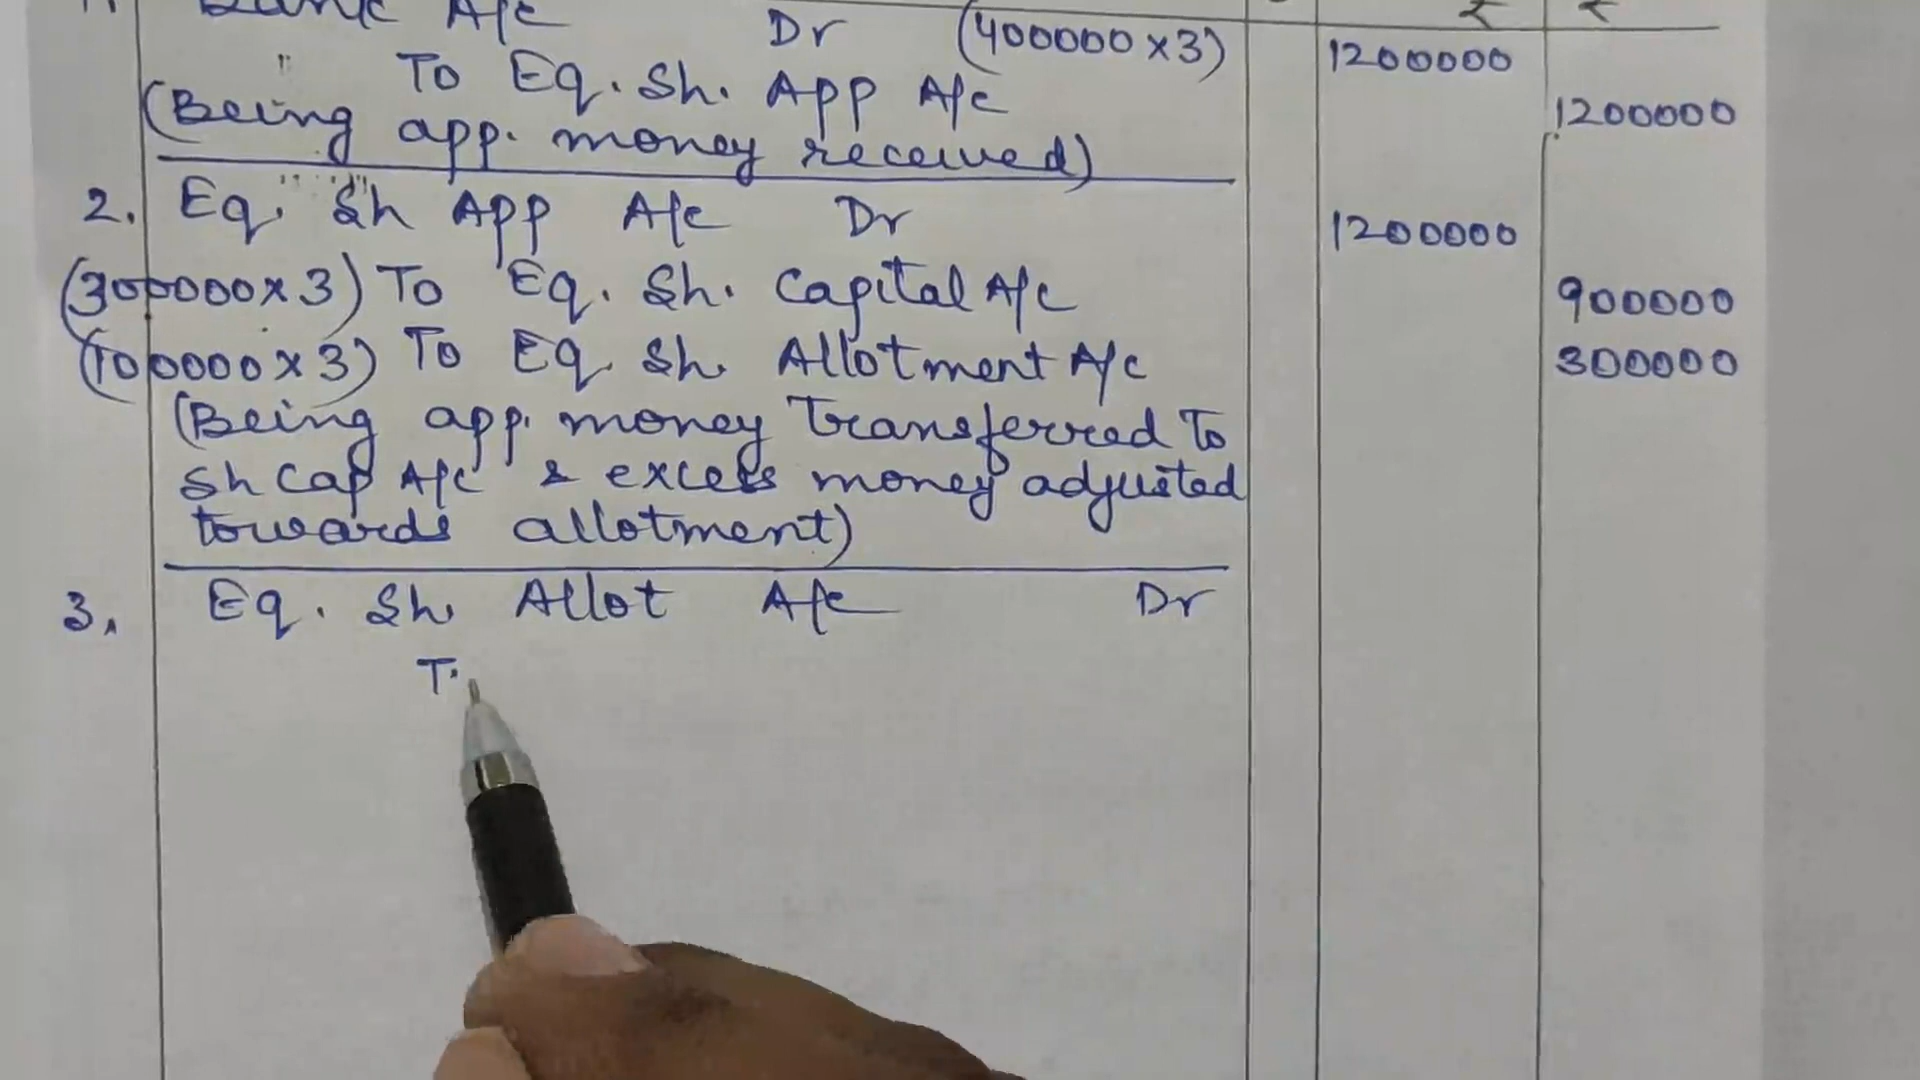 1. Bank A/c Dr (400000 x 3) 1200000
" To Eq. Sh. App A/c 1200000
(Being app. money received)
2. Eq. Sh App A/c Dr 1200000
(300000 x 3) To Eq. Sh. Capital A/c 900000
(100000 x 3) To Eq. Sh. Allotment A/c 300000
(Being app. money transferred to
Sh Cap A/c & excess money adjusted
towards allotment)
3. Eq. Sh. Allot A/c Dr
T